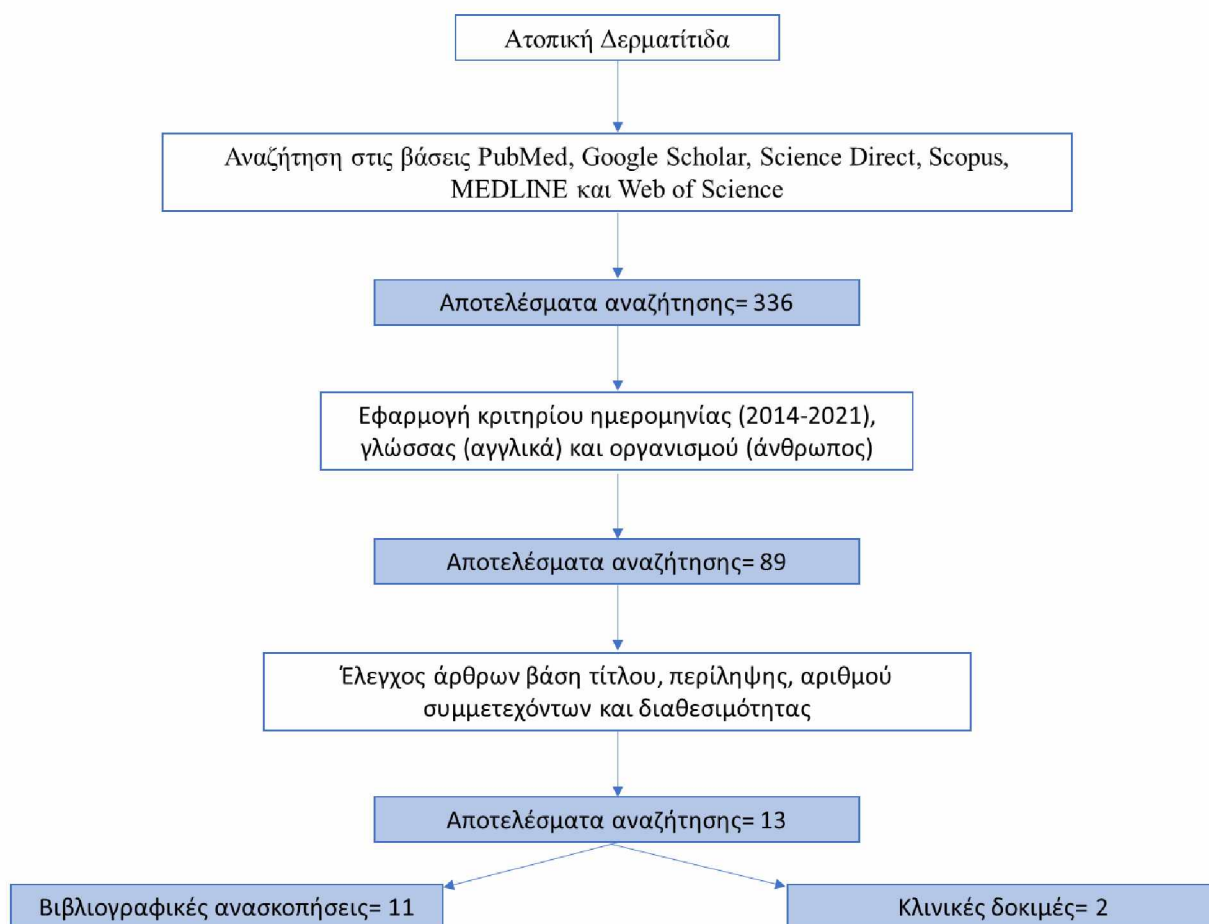 Ατοπική Δερματίτιδα
Αναζήτηση στις βάσεις PubMed, Google Scholar, Science Direct, Scopus,
MEDLINE και Web of Science
Αποτελέσματα αναζήτησης= 336
Εφαρμογή κριτηρίου ημερομηνίας (2014-2021),
γλώσσας (αγγλικά) και οργανισμού (άνθρωπος)
Αποτελέσματα αναζήτησης= 89
Έλεγχος άρθρων βάση τίτλου, περίληψης, αριθμού
συμμετεχόντων και διαθεσιμότητας
Αποτελέσματα αναζήτησης= 13
Βιβλιογραφικές ανασκοπήσεις= 11
Κλινικές δοκιμές= 2